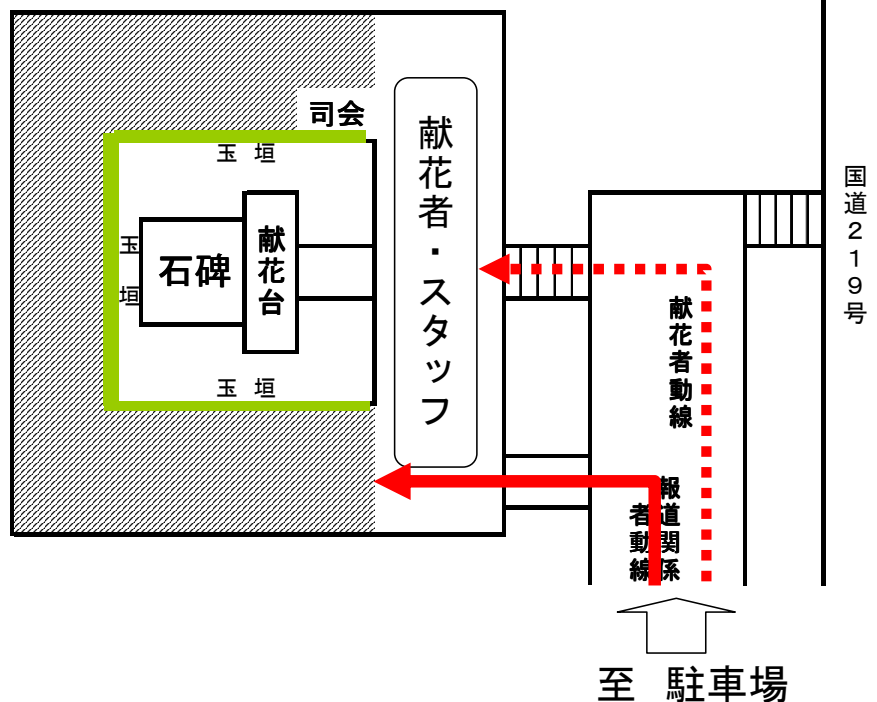 司会
玉 垣
献花者・スタッフ
国道219号
玉垣
石碑
献花台
献花者動線
玉 垣
報道関係
者動線
至 駐車場